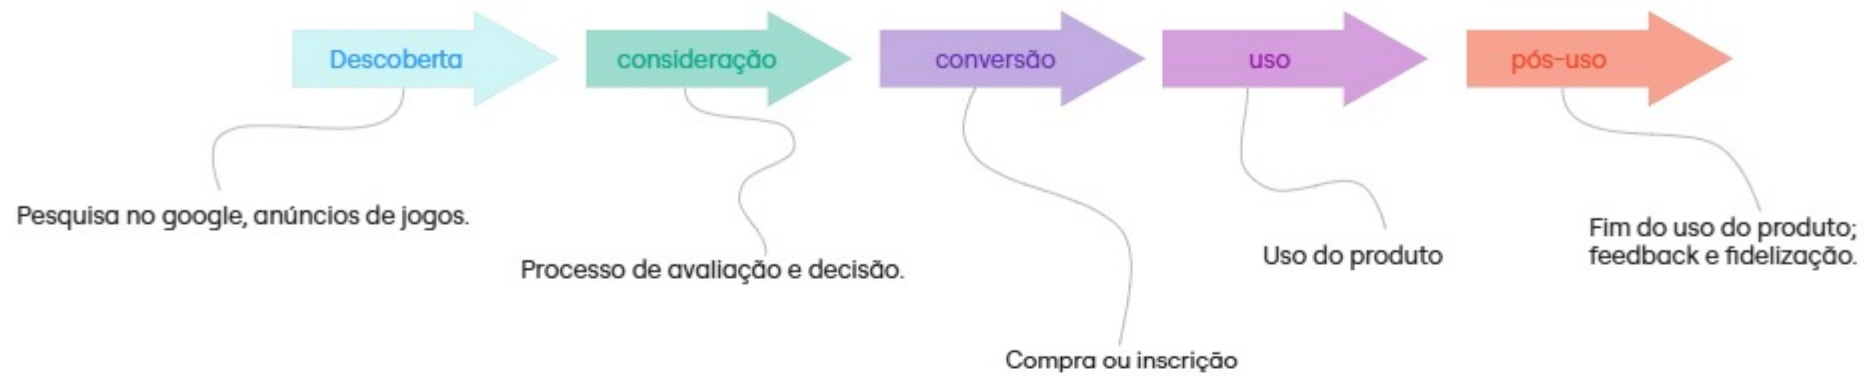 Descoberta
consideração
conversão
uso
pós-uso
Pesquisa no google, anúncios de jogos.
Processo de avaliação e decisão.
Compra ou inscrição
Uso do produto
Fim do uso do produto;
feedback e fidelização.